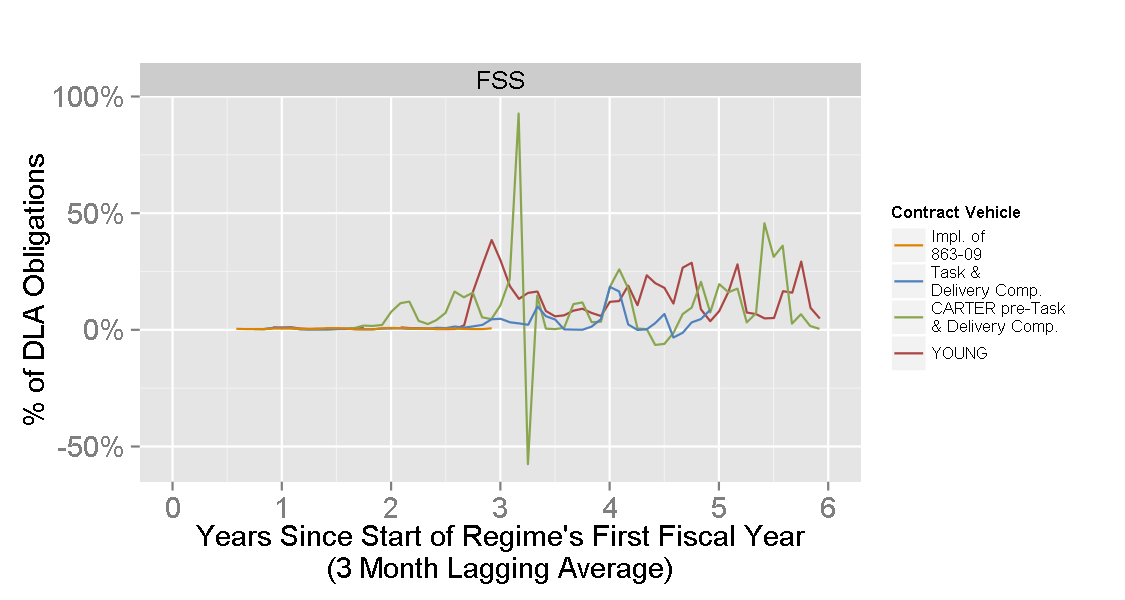 FSS
100%
50%
0%
-50%
% of DLA Obligations
0 1 2 3 4 5 6
Years Since Start of Regime's First Fiscal Year
(3 Month Lagging Average)
Contract Vehicle
Impl. of
863-09
Task &
Delivery Comp.
CARTER pre-Task
& Delivery Comp.
YOUNG